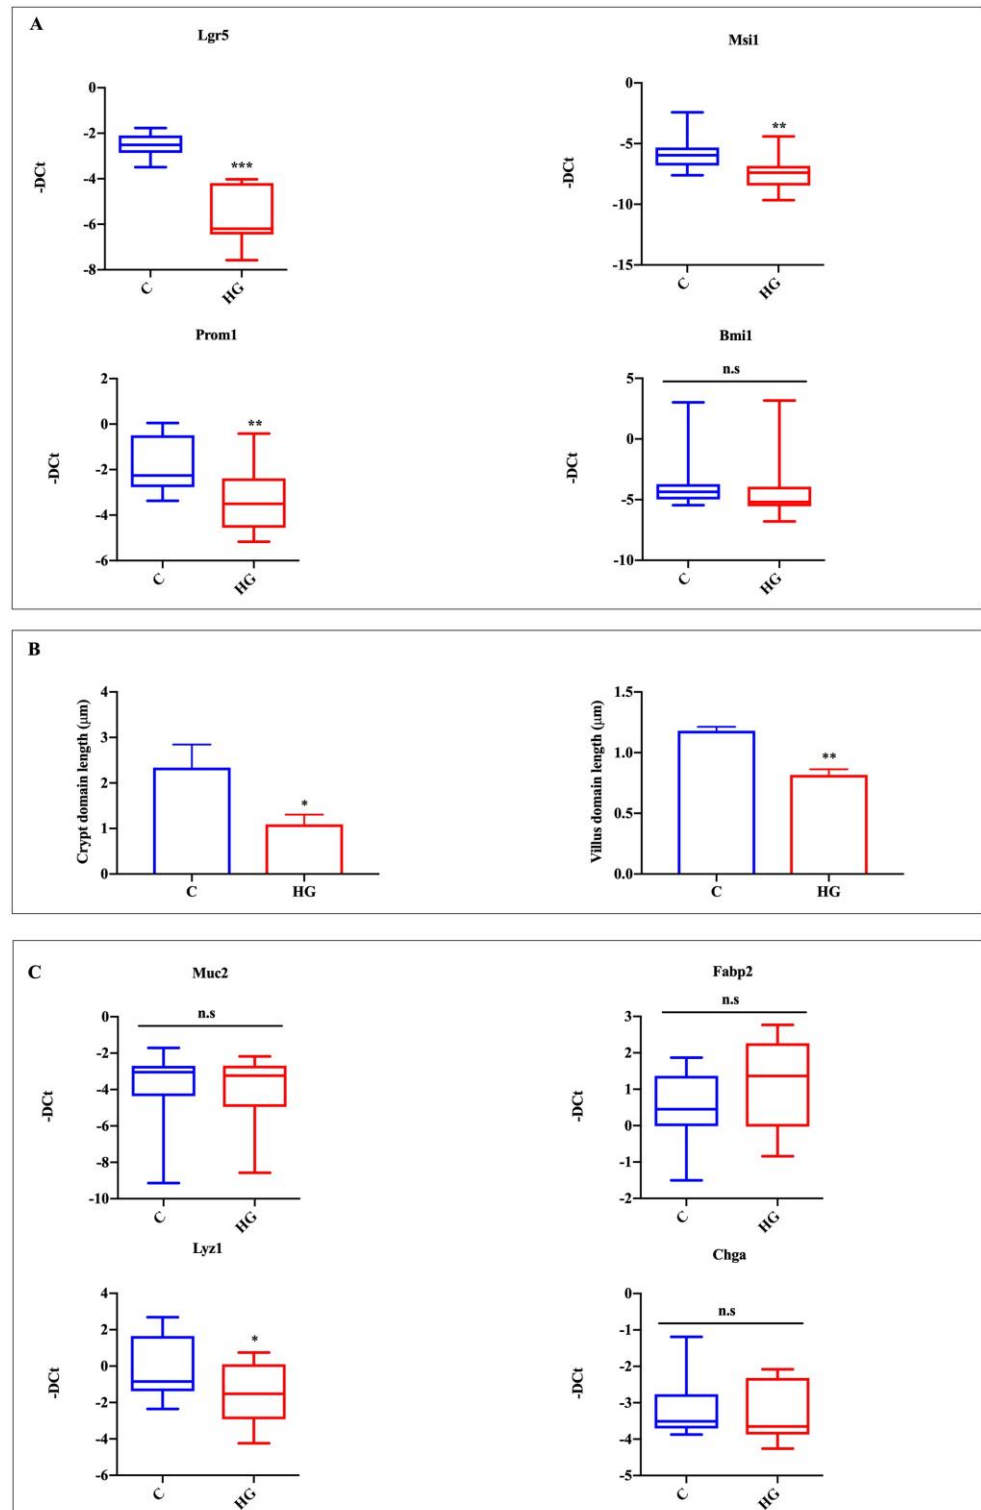 A
Lgr5
-DCt
0
-2
-4
-6
-8
***
C
HG
Msi1
-DCt
0
-5
-10
-15
**
C
HG
Prom1
-DCt
2
0
-2
-4
-6
**
C
HG
Bmi1
n.s
-DCt
5
0
-5
-10
C
HG
B
Crypt domain length (μm)
4
3
2
1
0
*
C
HG
Villus domain length (μm)
1.5
1.0
0.5
0.0
**
C
HG
C
Muc2
n.s
-DCt
0
-2
-4
-6
-8
-10
C
HG
Fabp2
n.s
-DCt
3
2
1
0
-1
-2
C
HG
Lyz1
-DCt
4
2
0
-2
-4
-6
*
C
HG
Chga
n.s
-DCt
0
-1
-2
-3
-4
-5
C
HG